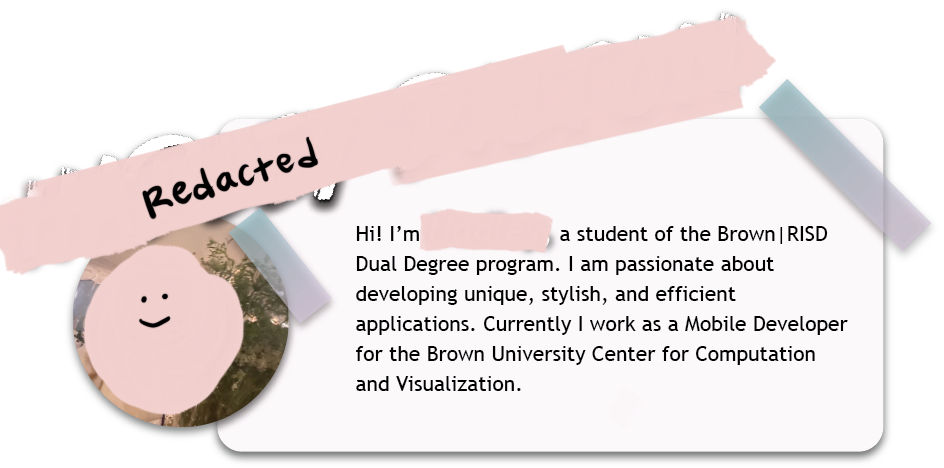 Redacted
Hi! I’m a student of the Brown|RISD
Dual Degree program. I am passionate about
developing unique, stylish, and efficient
applications. Currently I work as a Mobile Developer
for the Brown University Center for Computation
and Visualization.